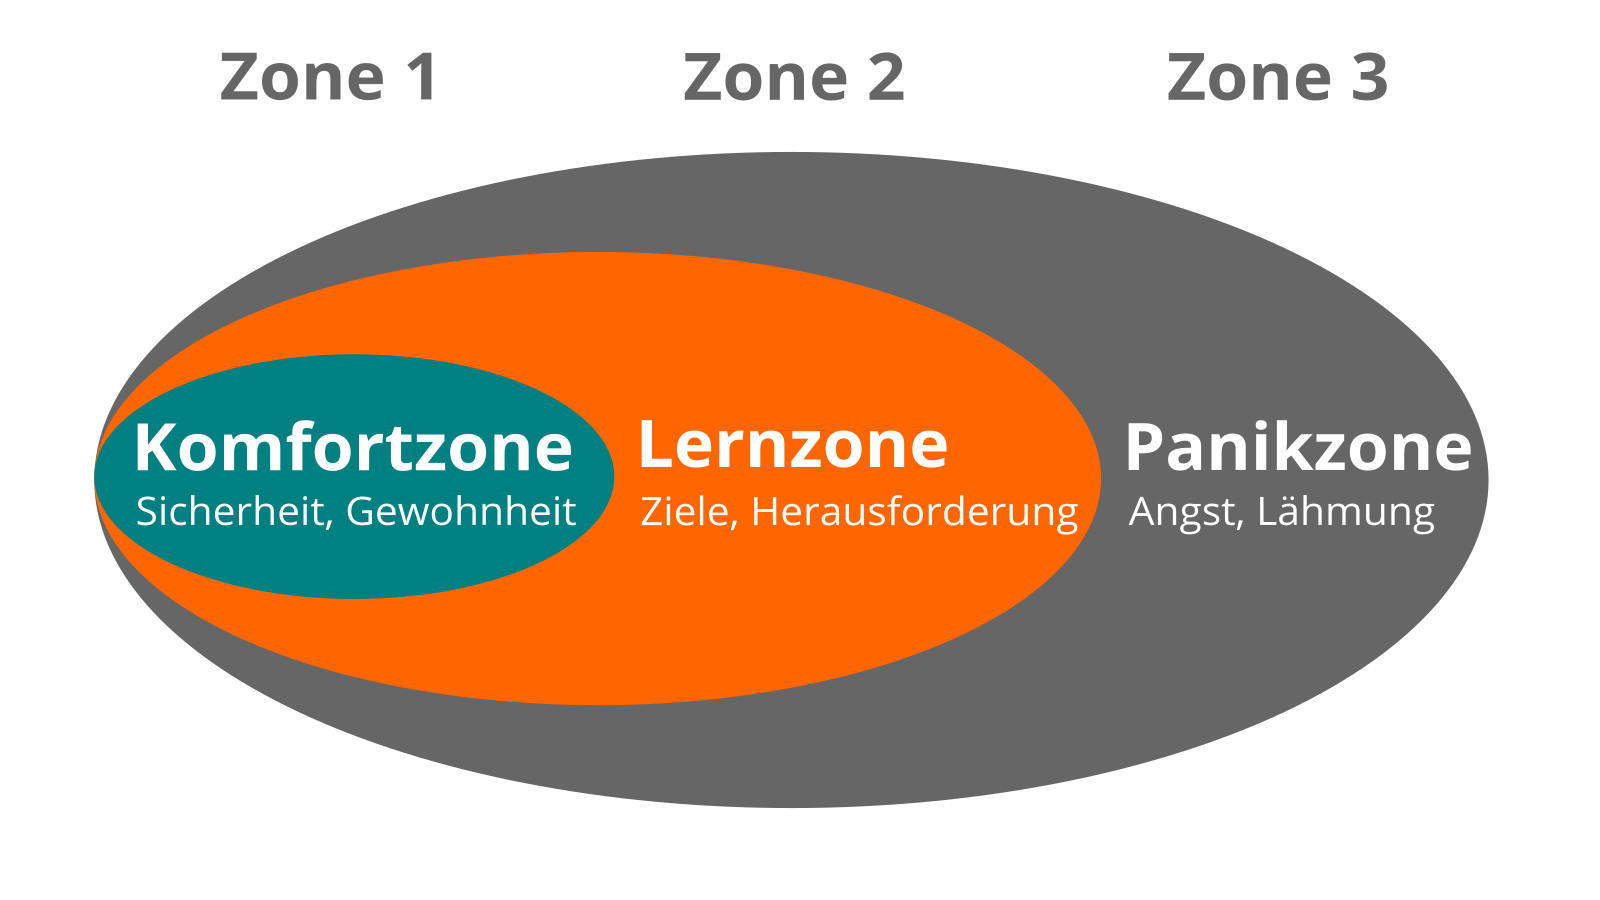 Zone 1
Zone 2
Zone 3
Komfortzone
Sicherheit, Gewohnheit
Lernzone
Ziele, Herausforderung
Panikzone
Angst, Lähmung